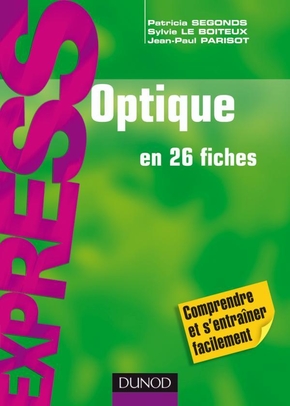 Patricia SEGONDS
Sylvie LE BOITEUX
Jean-Paul PARISOT
Optique
en 26 fiches
EXPRESS
Comprendre
et s'entraîner
facilement
DUNOD